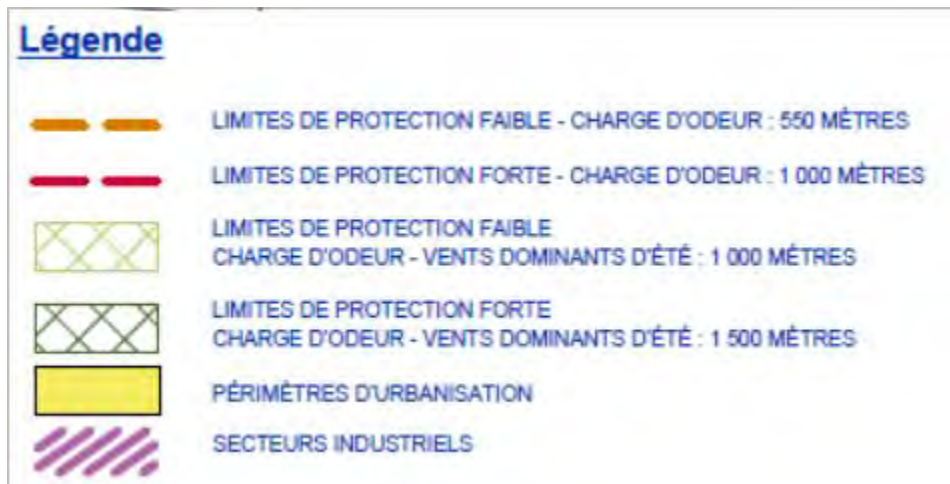 Légende
LIMITES DE PROTECTION FAIBLE - CHARGE D'ODEUR : 550 MÈTRES
LIMITES DE PROTECTION FORTE - CHARGE D'ODEUR : 1 000 MÈTRES
LIMITES DE PROTECTION FAIBLE
CHARGE D'ODEUR - VENTS DOMINANTS D'ÉTÉ : 1 000 MÈTRES
LIMITES DE PROTECTION FORTE
CHARGE D'ODEUR - VENTS DOMINANTS D'ÉTÉ : 1 500 MÈTRES
PÉRIMÈTRES D'URBANISATION
SECTEURS INDUSTRIELS